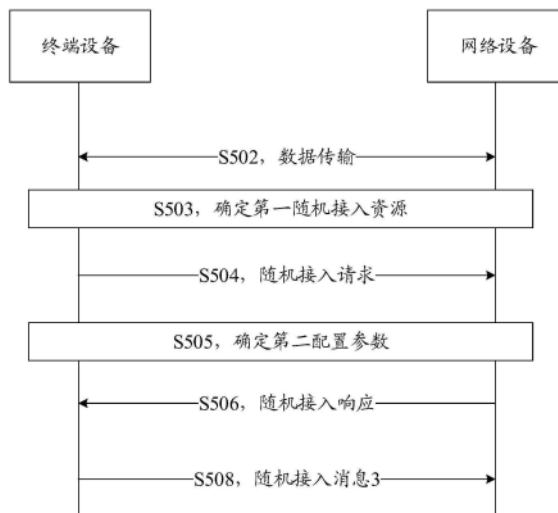 终端设备
网络设备
S502，数据传输
S503，确定第一随机接入资源
S504，随机接入请求
S505，确定第二配置参数
S506，随机接入响应
S508，随机接入消息3